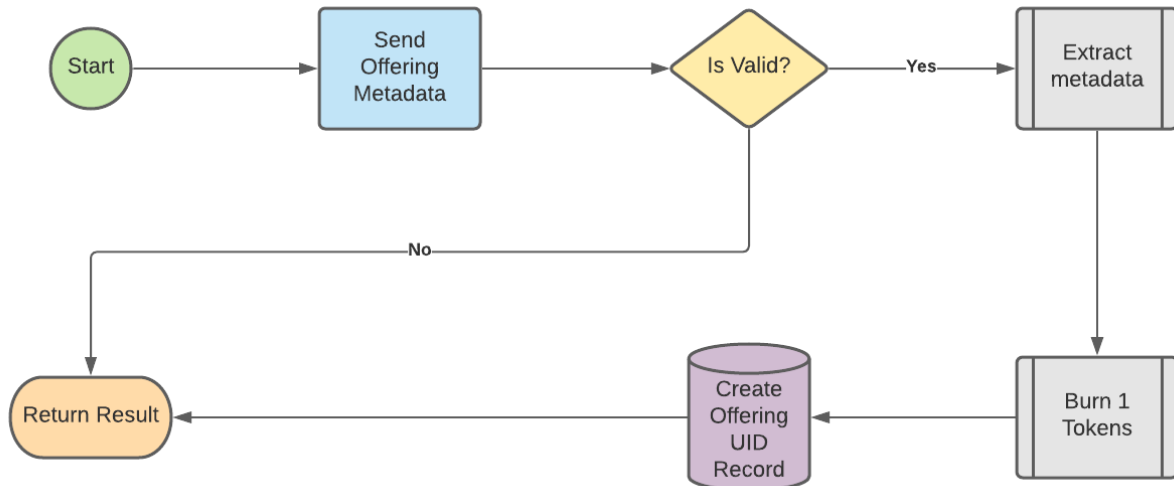 Start
Send
Offering
Metadata
Is Valid?
Yes
Extract
metadata
No
Return Result
Create
Offering
UID
Record
Burn 1
Tokens